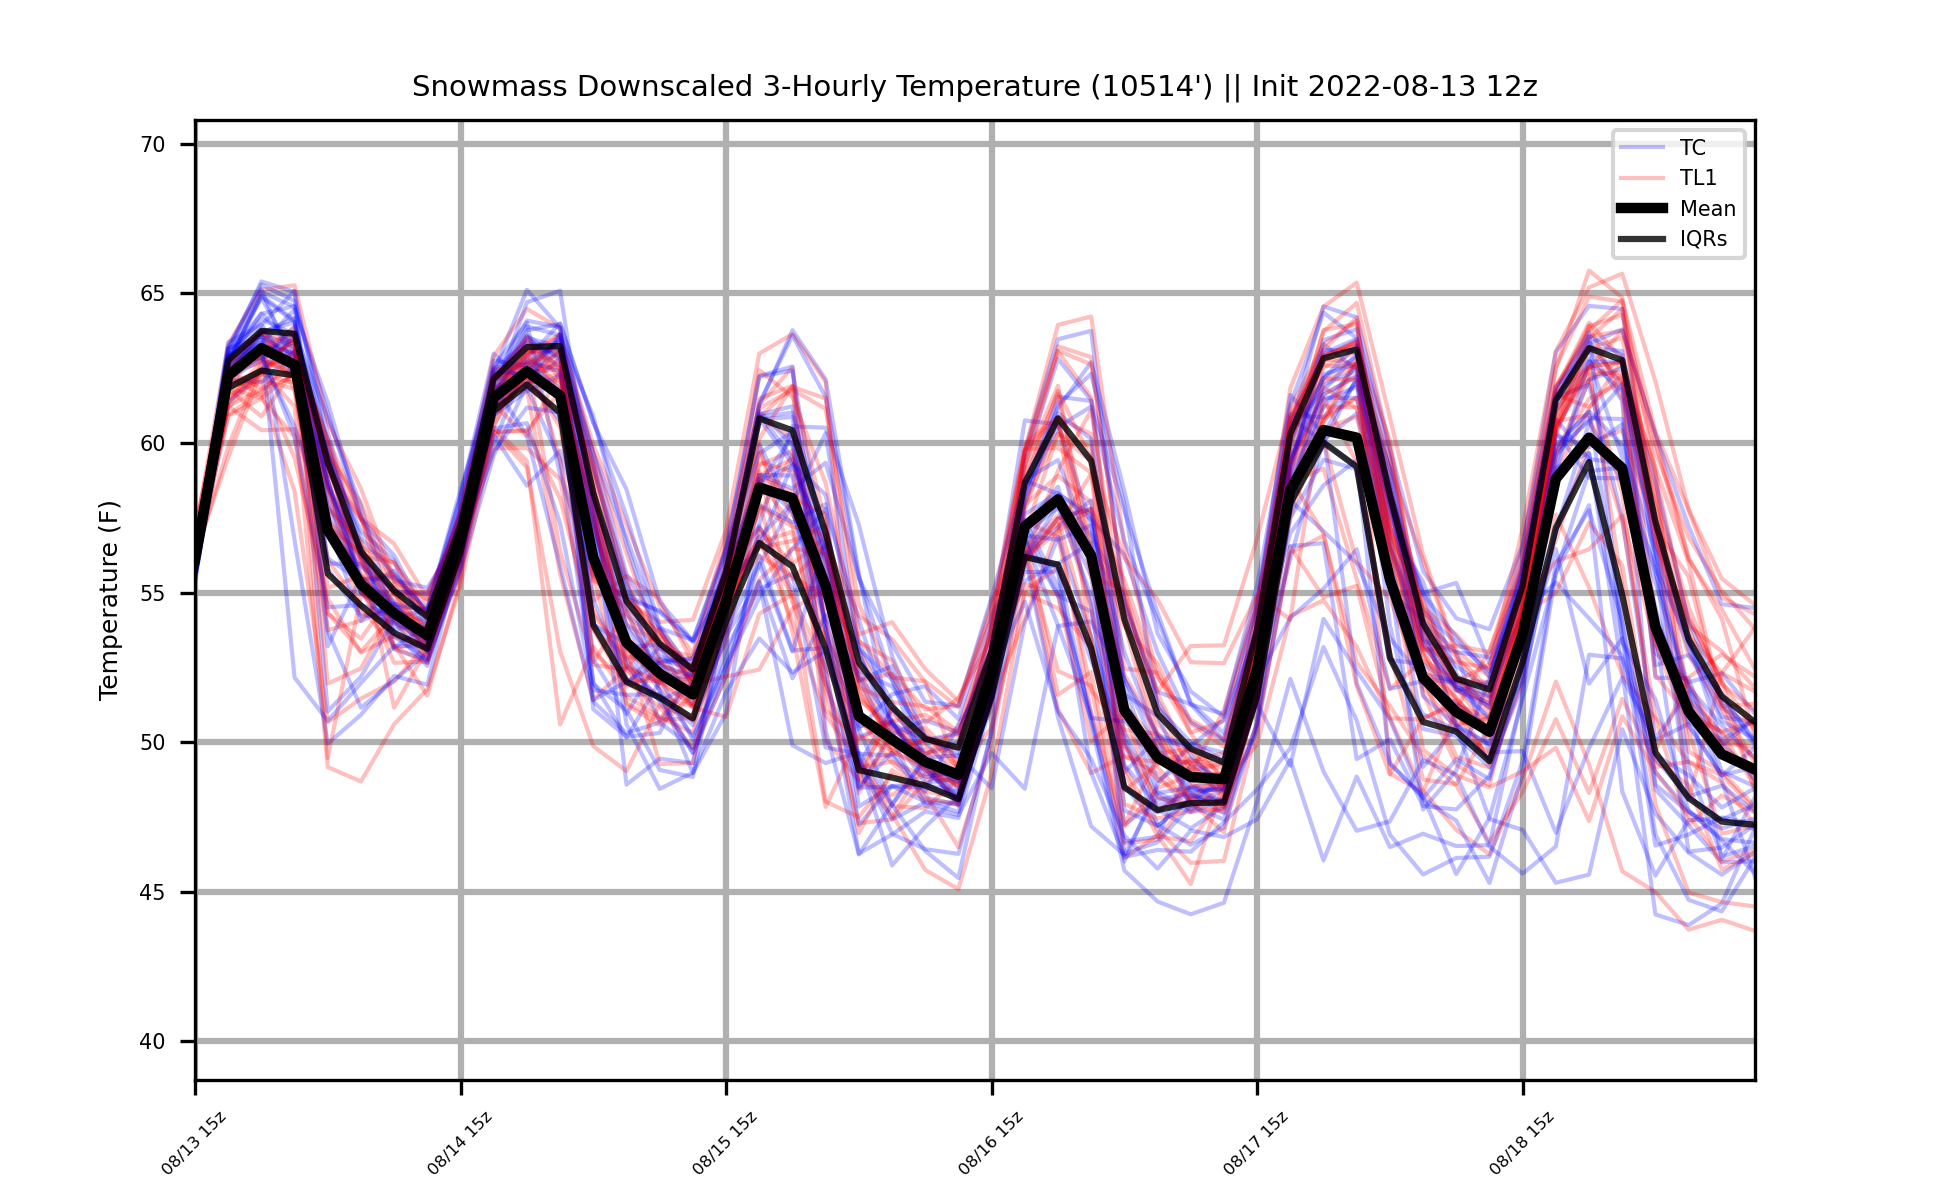 Snowmass Downscaled 3-Hourly Temperature (10514') || Init 2022-08-13 12z
TC
TL1
Mean
IQRs
Temperature (F)
70
65
60
55
50
45
40
08/13 15z
08/14 15z
08/15 15z
08/16 15z
08/17 15z
08/18 15z